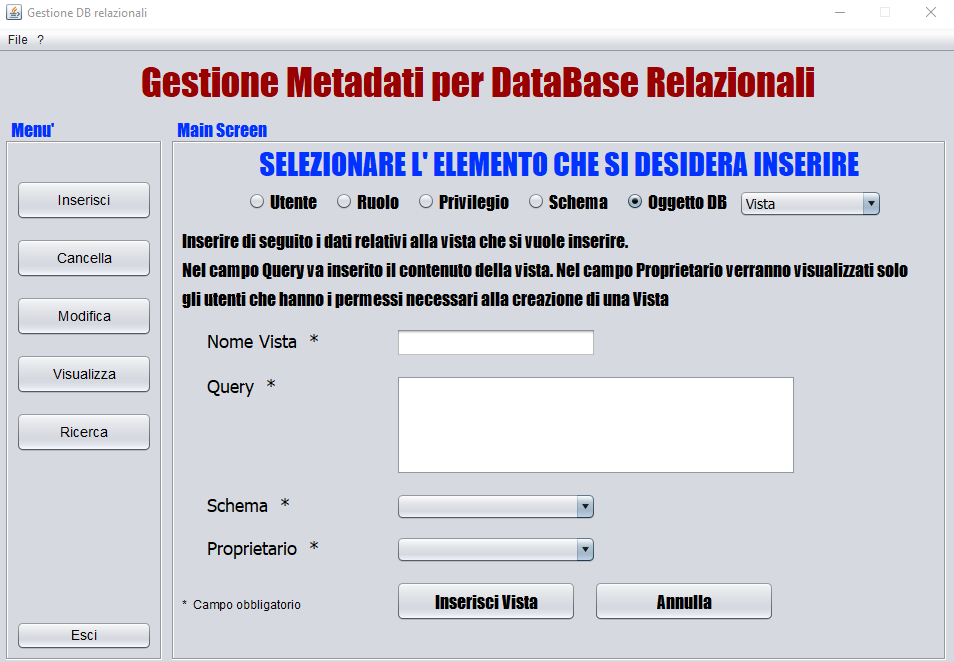 Gestione DB relazionali
File ?
Gestione Metadati per DataBase Relazionali
Menu'
Main Screen
Inserisci
Cancella
Modifica
Visualizza
Ricerca
Esci
SELEZIONARE L' ELEMENTO CHE SI DESIDERA INSERIRE
Utente Ruolo Privilegio Schema Oggetto DB Vista
Inserire di seguito i dati relativi alla vista che si vuole inserire.
Nel campo Query va inserito il contenuto della vista. Nel campo Proprietario verranno visualizzati solo
gli utenti che hanno i permessi necessari alla creazione di una Vista
Nome Vista *
Query *
Schema *
Proprietario *
* Campo obbligatorio
Inserisci Vista Annulla